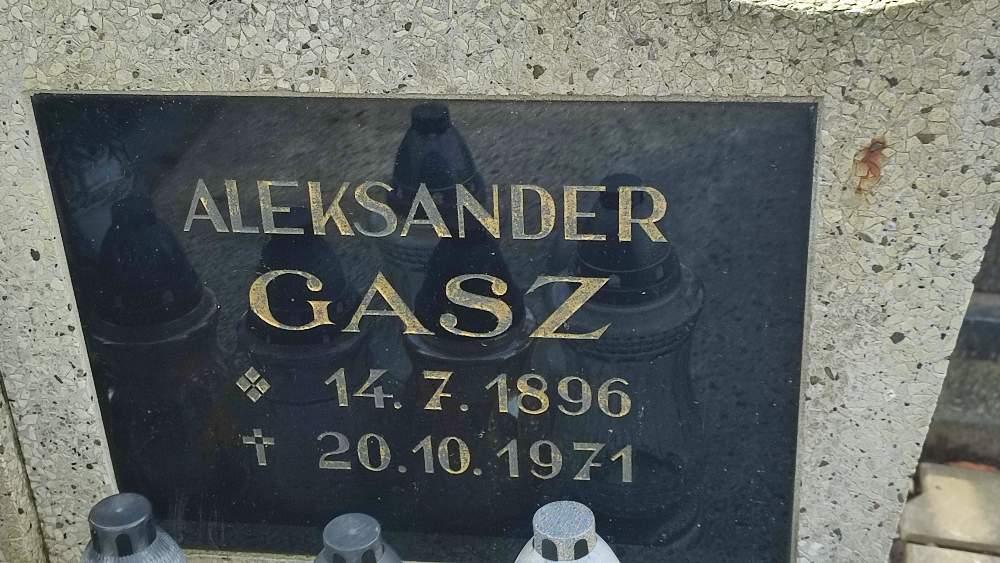 ALEKSANDER
GASZ
14. 7. 1896
† 20.10.1971